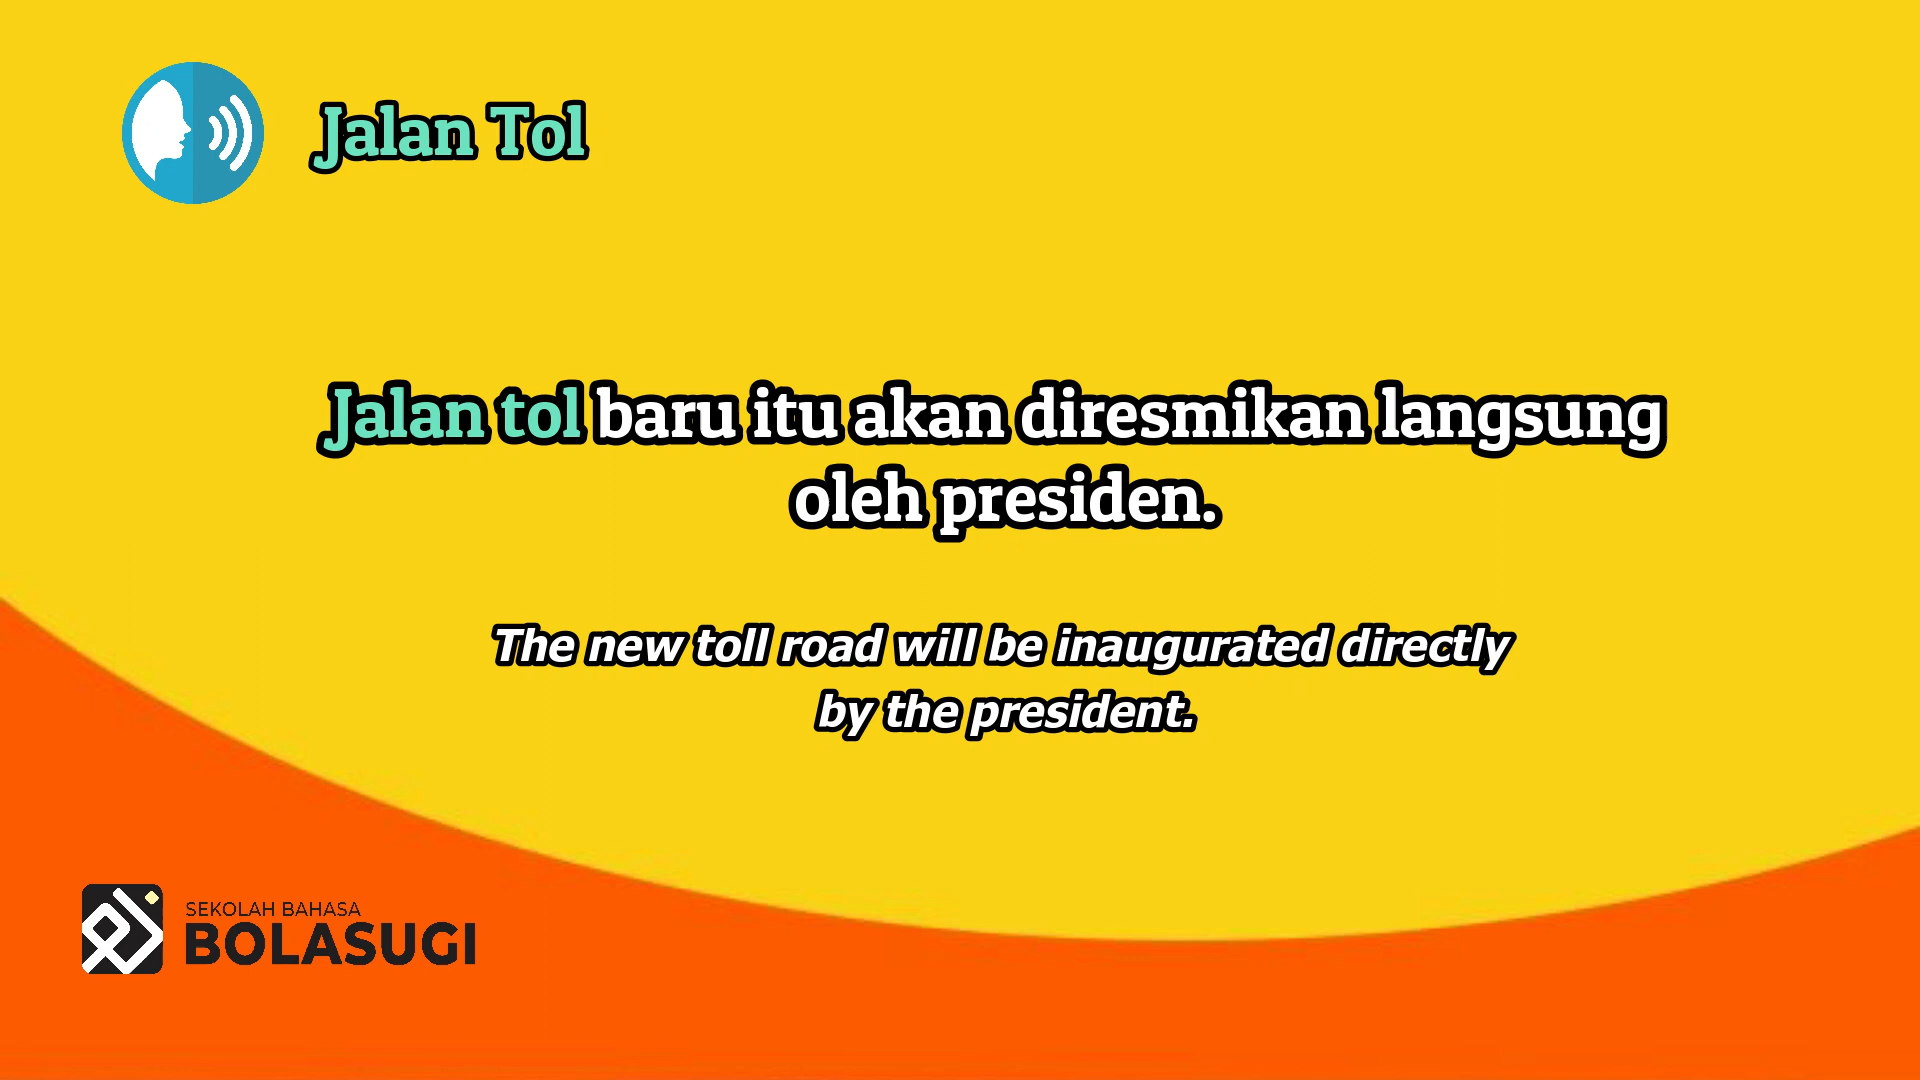 Jalan Tol
Jalan tol baru itu akan diresmikan langsung
oleh presiden.
The new toll road will be inaugurated directly
by the president.
SEKOLAH BAHASA
BOLASUGI